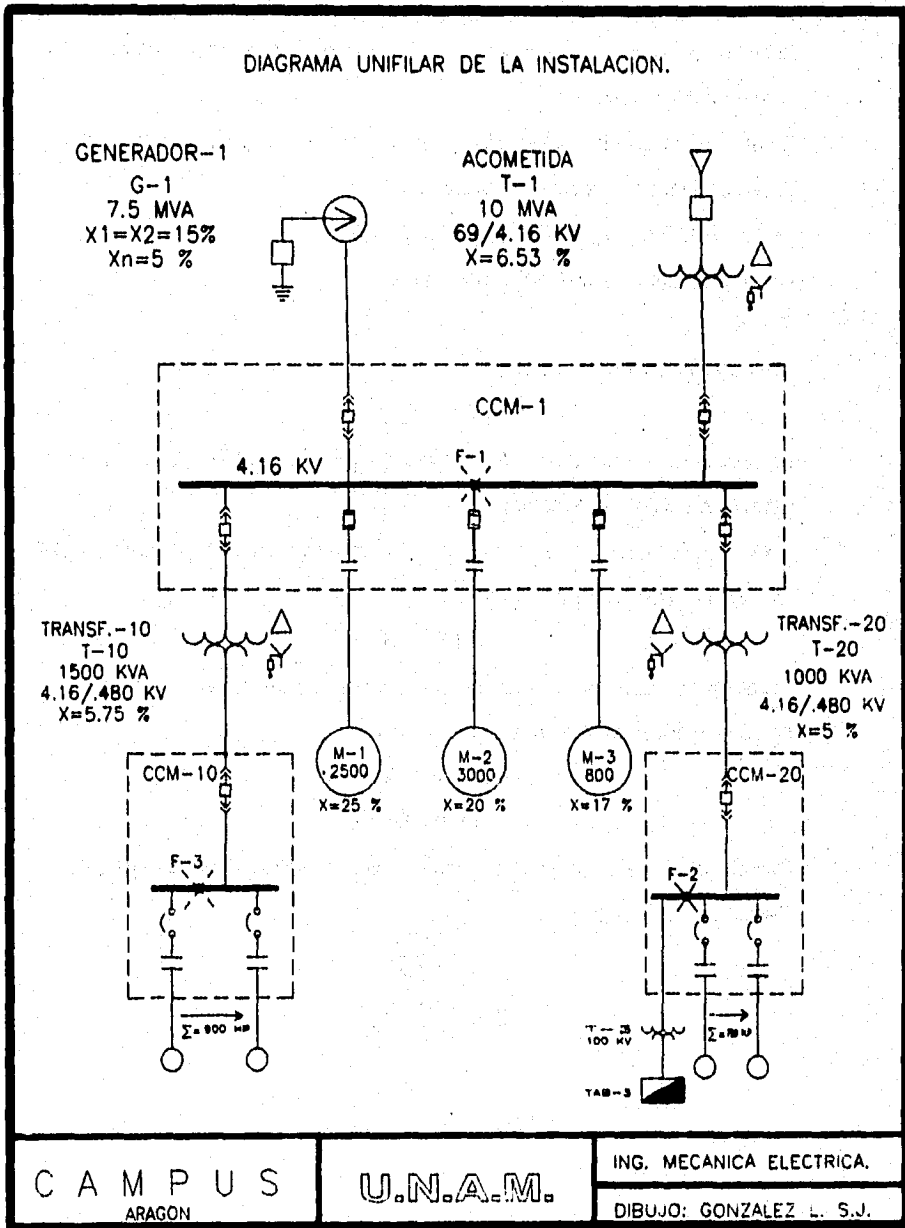 DIAGRAMA UNIFILAR DE LA INSTALACION.
GENERADOR-1
G-1
7.5 MVA
X1=X2=15%
Xn=5 %
ACOMETIDA
T-1
10 MVA
69/4.16 KV
X=6.53 %
CCM-1
4.16 KV
F-1
TRANSF.-10
T-10
1500 KVA
4.16/.480 KV
X=5.75 %
TRANSF.-20
T-20
1000 KVA
4.16/.480 KV
X=5 %
M-1
2500
X=25 %
M-2
3000
X=20 %
M-3
800
X=17 %
CCM-10
F-3
CCM-20
F-2
100 KV
TAB-3
CAMPUS
ARAGON
U.N.A.M.
ING. MECANICA ELECTRICA.
DIBUJO: GONZALEZ L. S.J.